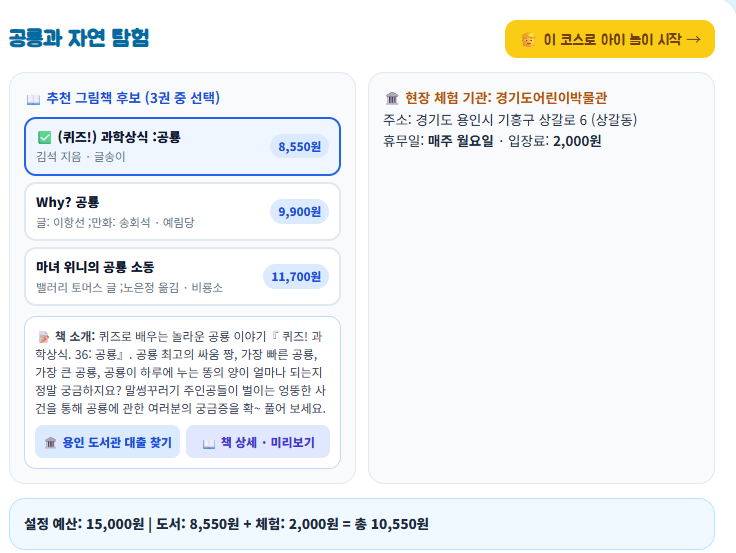 공룡과 자연 탐험
이 코스로 아이 놀이 시작 →
추천 그림책 후보 (3권 중 선택)
(퀴즈!) 과학상식 :공룡
김석 지음 · 글송이
8,550원
Why? 공룡
글: 이항선 ;만화: 송회석 · 예림당
9,900원
마녀 위니의 공룡 소동
밸러리 토머스 글 ;노은정 옮김 · 비룡소
11,700원
책 소개: 퀴즈로 배우는 놀라운 공룡 이야기『 퀴즈! 과
학상식. 36: 공룡』. 공룡 최고의 싸움 짱, 가장 빠른 공룡,
가장 큰 공룡, 공룡이 하루에 누는 똥의 양이 얼마나 되는지
정말 궁금하지요? 말썽꾸러기 주인공들이 벌이는 엉뚱한 사
건을 통해 공룡에 관한 여러분의 궁금증을 확~ 풀어 보세요.
용인 도서관 대출 찾기
책 상세 · 미리보기
현장 체험 기관: 경기도어린이박물관
주소: 경기도 용인시 기흥구 상갈로 6 (상갈동)
휴무일: 매주 월요일 · 입장료: 2,000원
설정 예산: 15,000원 | 도서: 8,550원 + 체험: 2,000원 = 총 10,550원